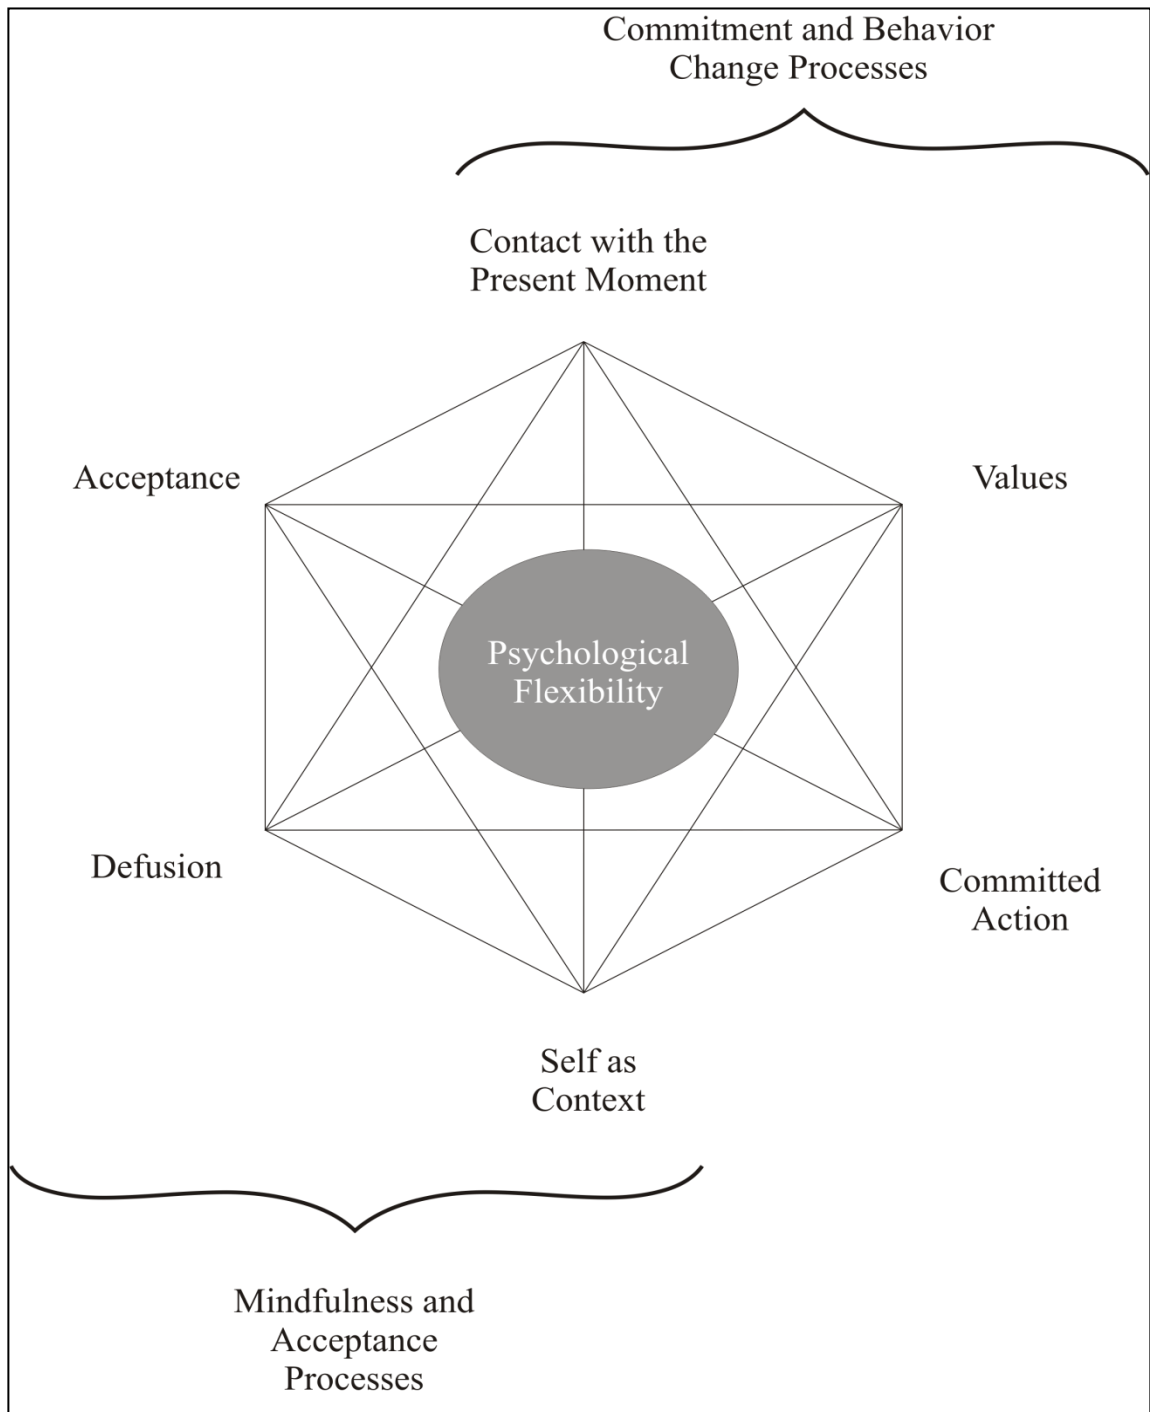 Commitment and Behavior
Change Processes
Contact with the
Present Moment
Acceptance
Values
Psychological
Flexibility
Defusion
Committed
Action
Self as
Context
Mindfulness and
Acceptance
Processes